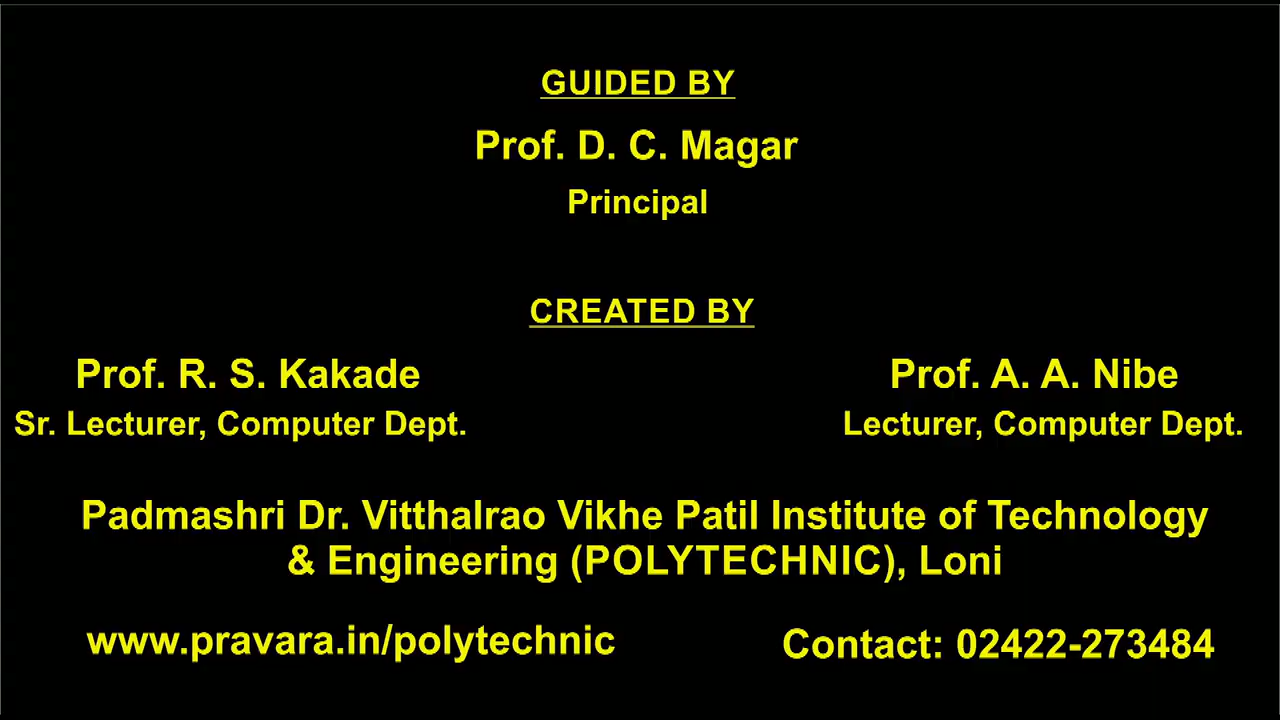 GUIDED BY
Prof. D. C. Magar
Principal
CREATED BY
Prof. R. S. Kakade
Prof. A. A. Nibe
Sr. Lecturer, Computer Dept.
Lecturer, Computer Dept.
Padmashri Dr. Vitthalrao Vikhe Patil Institute of Technology
& Engineering (POLYTECHNIC), Loni
www.pravara.in/polytechnic
Contact: 02422-273484